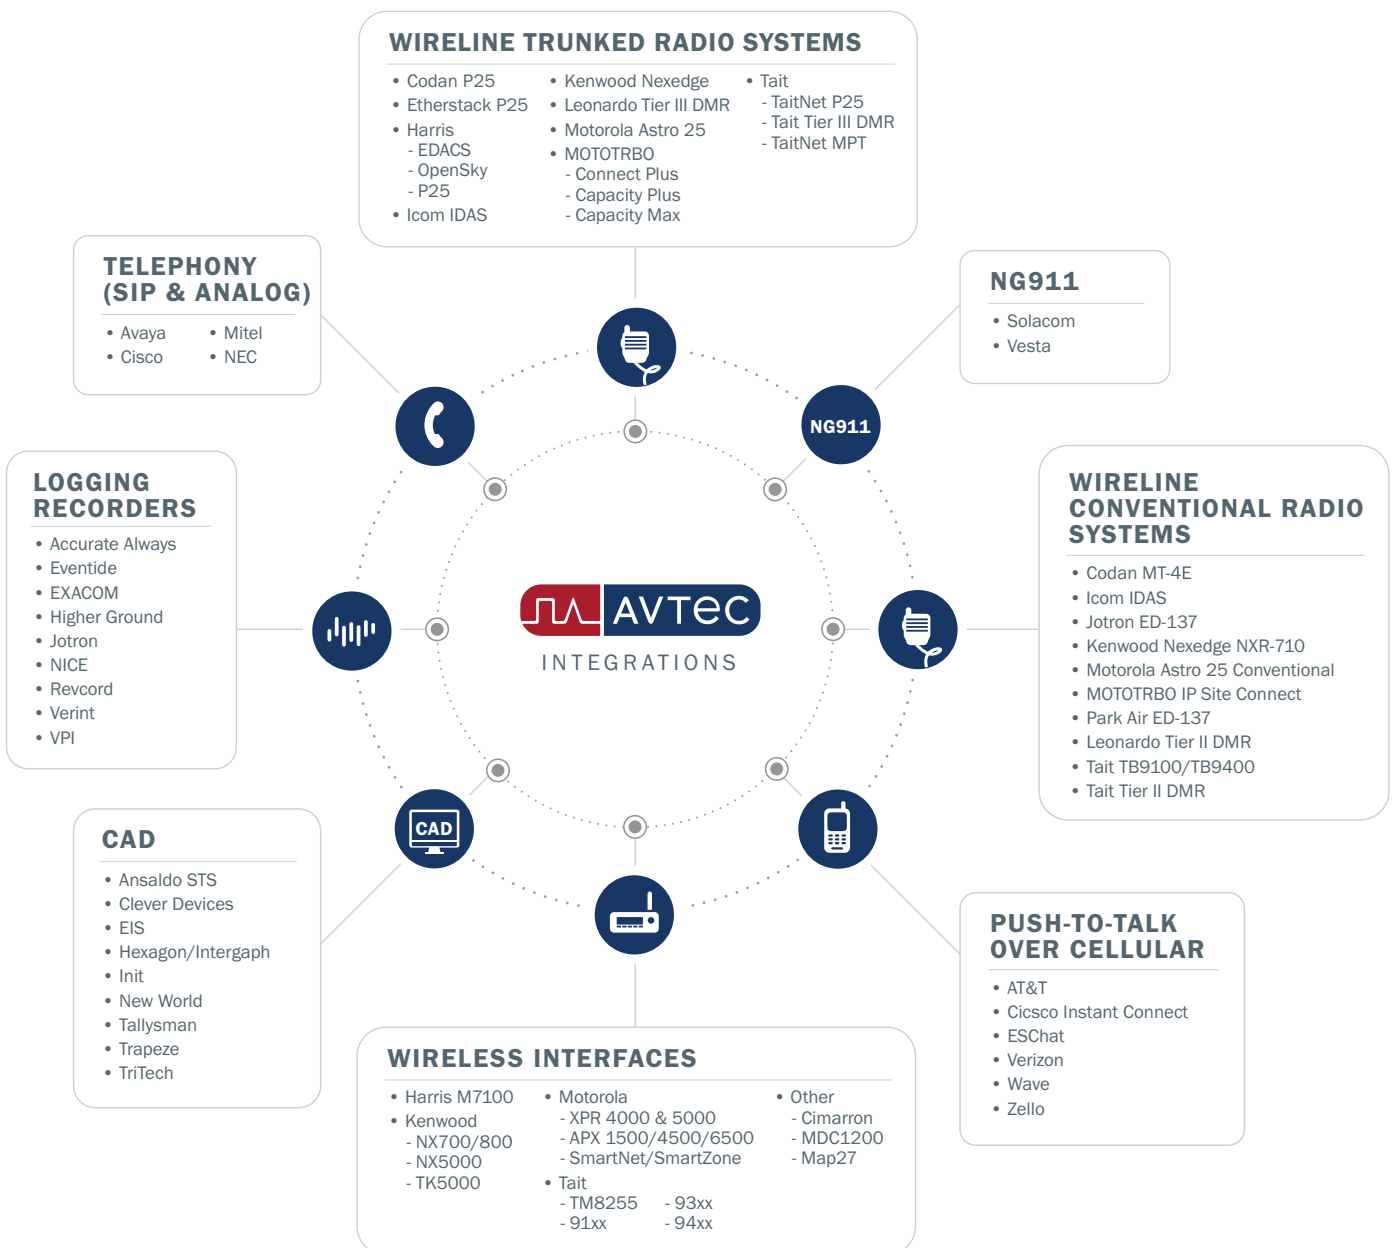 WIRELINE TRUNKED RADIO SYSTEMS
• Codan P25
• Etherstack P25
• Harris
- EDACS
- OpenSky
- P25
• Icom IDAS
• Kenwood Nexedge
• Leonardo Tier III DMR
• Motorola Astro 25
• MOTOTRBO
- Connect Plus
- Capacity Plus
- Capacity Max
• Tait
- TaitNet P25
- Tait Tier III DMR
- TaitNet MPT
TELEPHONY
(SIP & ANALOG)
• Avaya
• Cisco
• Mitel
• NEC
NG911
• Solacom
• Vesta
NG911
LOGGING
RECORDERS
• Accurate Always
• Eventide
• EXACOM
• Higher Ground
• Jotron
• NICE
• Revcord
• Verint
• VPI
AVTEC
INTEGRATIONS
WIRELINE
CONVENTIONAL RADIO
SYSTEMS
• Codan MT-4E
• Icom IDAS
• Jotron ED-137
• Kenwood Nexedge NXR-710
• Motorola Astro 25 Conventional
• MOTOTRBO IP Site Connect
• Park Air ED-137
• Leonardo Tier II DMR
• Tait TB9100/TB9400
• Tait Tier II DMR
CAD
CAD
• Ansaldo STS
• Clever Devices
• EIS
• Hexagon/Intergaph
• Init
• New World
• Tallysman
• Trapeze
• TriTech
PUSH-TO-TALK
OVER CELLULAR
• AT&T
• Cicsco Instant Connect
• ESChat
• Verizon
• Wave
• Zello
WIRELESS INTERFACES
• Harris M7100
• Kenwood
- NX700/800
- NX5000
- TK5000
• Motorola
- XPR 4000 & 5000
- APX 1500/4500/6500
- SmartNet/SmartZone
• Tait
- TM8255 - 93xx
- 91xx - 94xx
• Other
- Cimarron
- MDC1200
- Map27